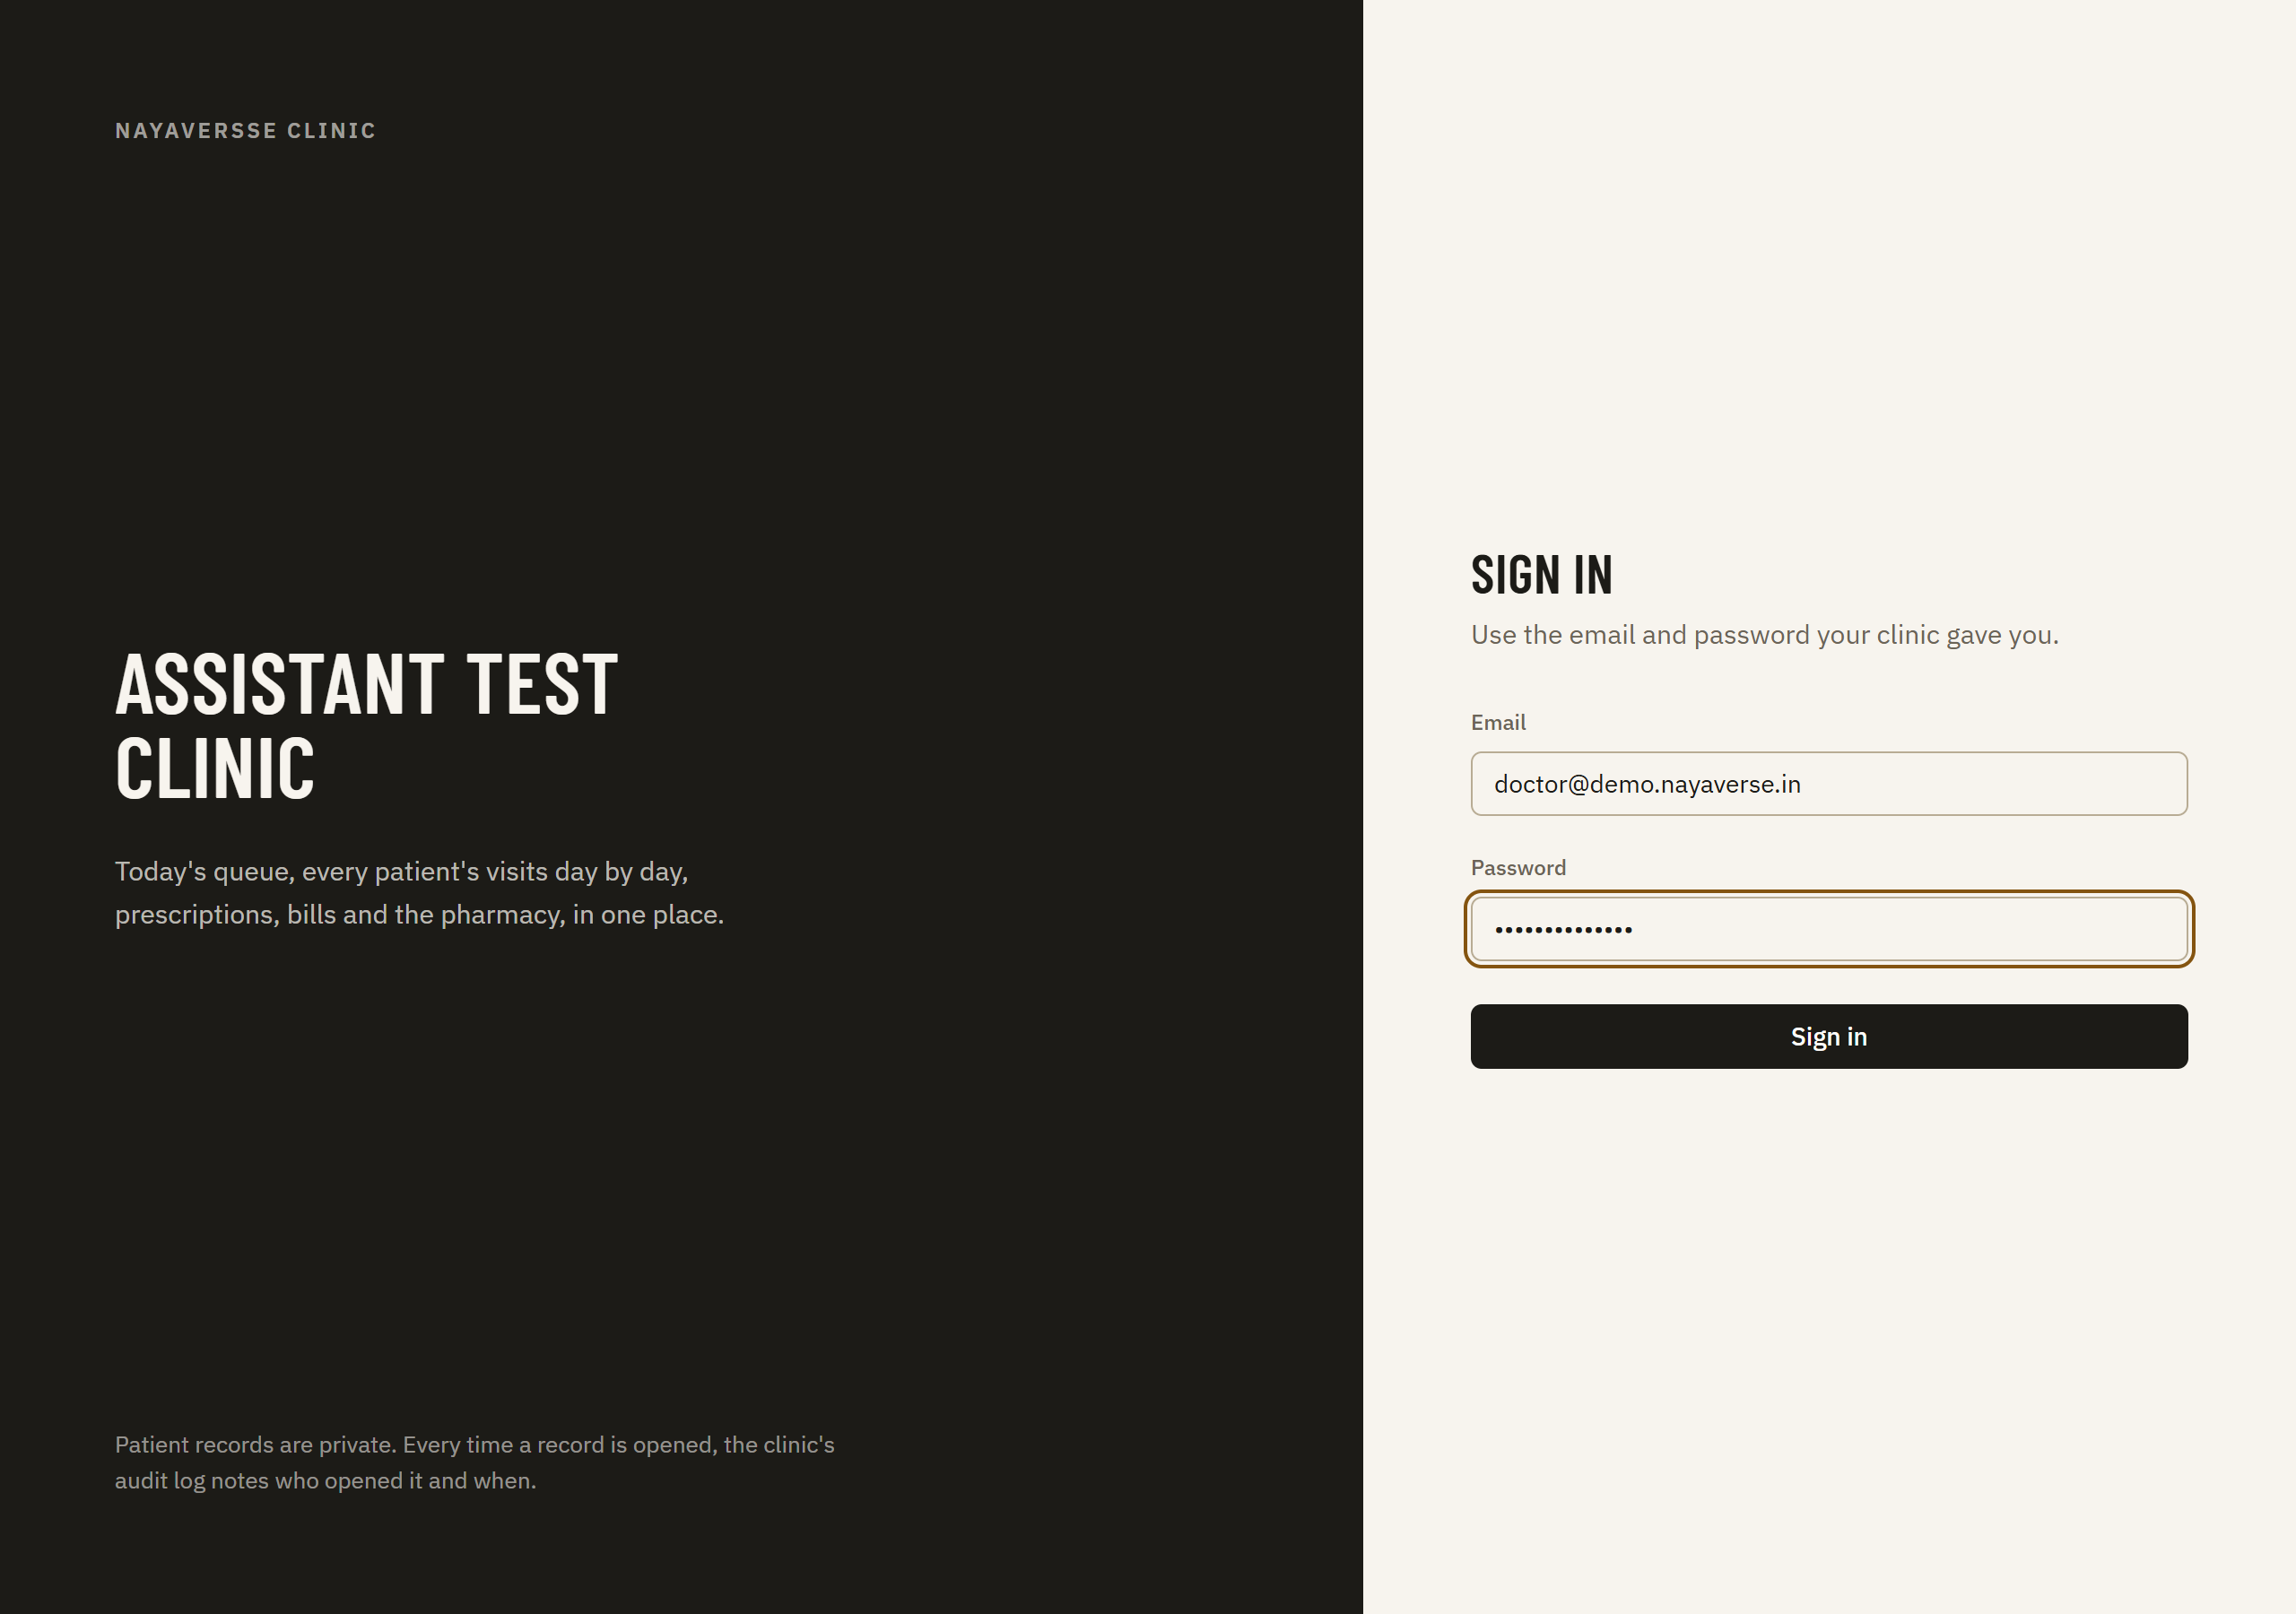 NAYAVERSSE CLINIC
ASSISTANT TEST
CLINIC
Today's queue, every patient's visits day by day,
prescriptions, bills and the pharmacy, in one place.
Patient records are private. Every time a record is opened, the clinic's
audit log notes who opened it and when.
SIGN IN
Use the email and password your clinic gave you.
Email
doctor@demo.nayaverse.in
Password
••••••••••••••
Sign in